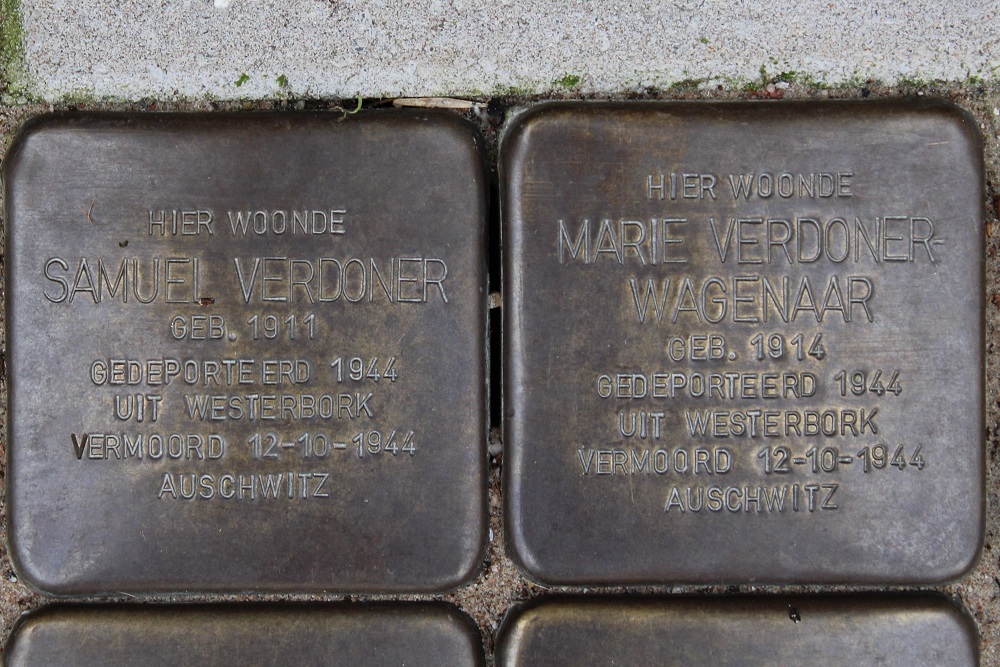 HIER WOONDE
SAMUEL VERDONER
GEB. 1911
GEDEPORTEERD 1944
UIT WESTERBORK
VERMOORD 12-10-1944
AUSCHWITZ
HIER WOONDE
MARIE VERDONER-
WAGENAAR
GEB. 1914
GEDEPORTEERD 1944
UIT WESTERBORK
VERMOORD 12-10-1944
AUSCHWITZ